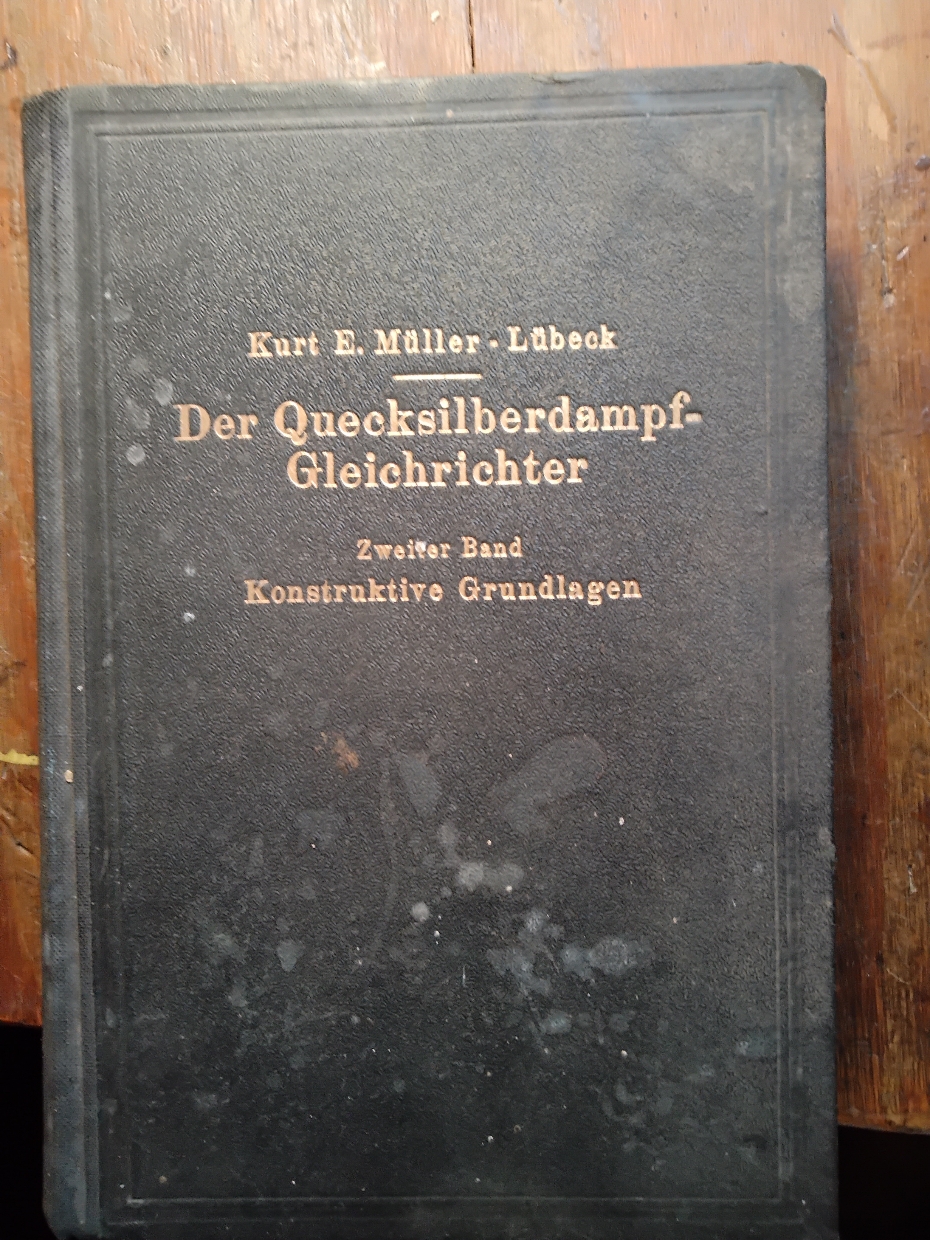 Kurt E. Müller-Lübeck
Der Quecksilberdampf-
Gleichrichter
Zweiter Band
Konstruktive Grundlagen